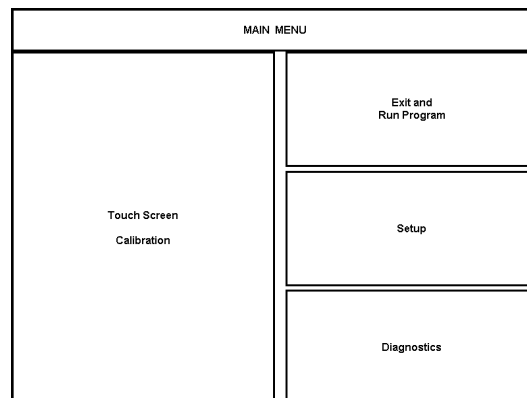 MAIN MENU
Touch Screen
Calibration
Exit and
Run Program
Setup
Diagnostics